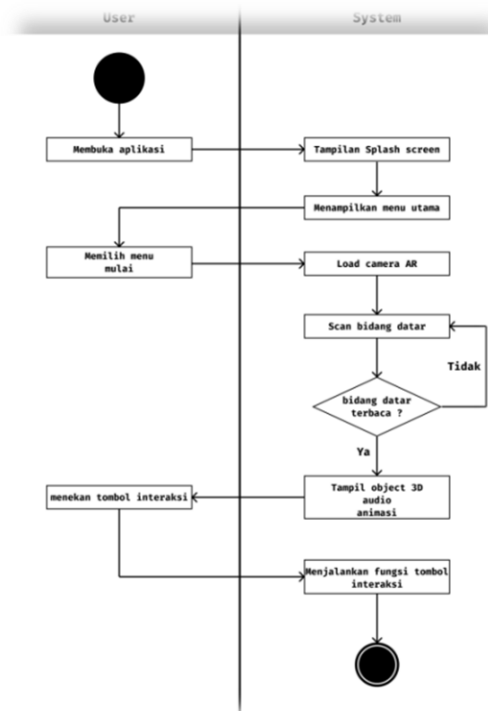 User
System
Membuka aplikasi
Tampilan Splash screen
Menampilkan menu utama
Memilih menu
mulai
Load camera AR
Scan bidang datar
Tidak
bidang datar
terbaca ?
Ya
Tampil object 3D
audio
animasi
menekan tombol interaksi
Menjalankan fungsi tombol
interaksi